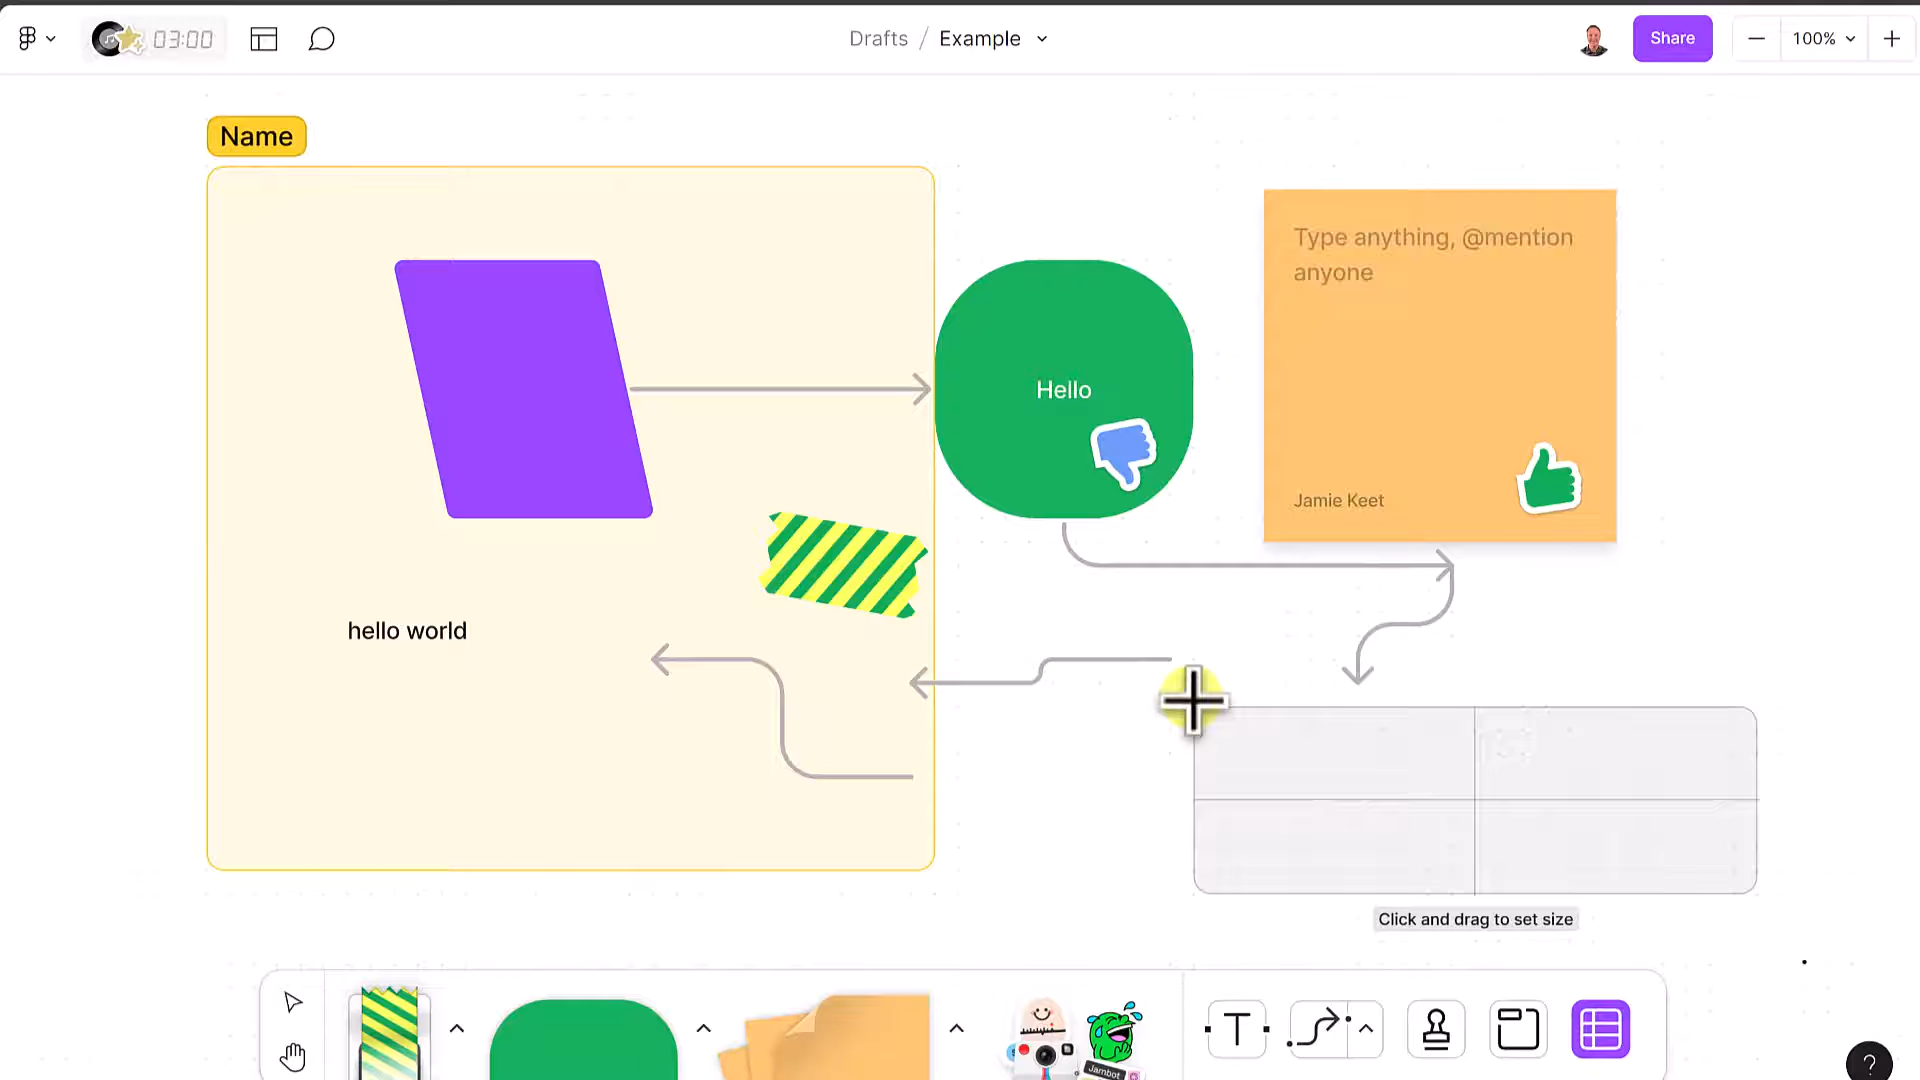 03:00
Drafts / Example
Share
100%
Name
Type anything, @mention
anyone
Hello
Jamie Keet
hello world
Click and drag to set size
T
Jambot
?